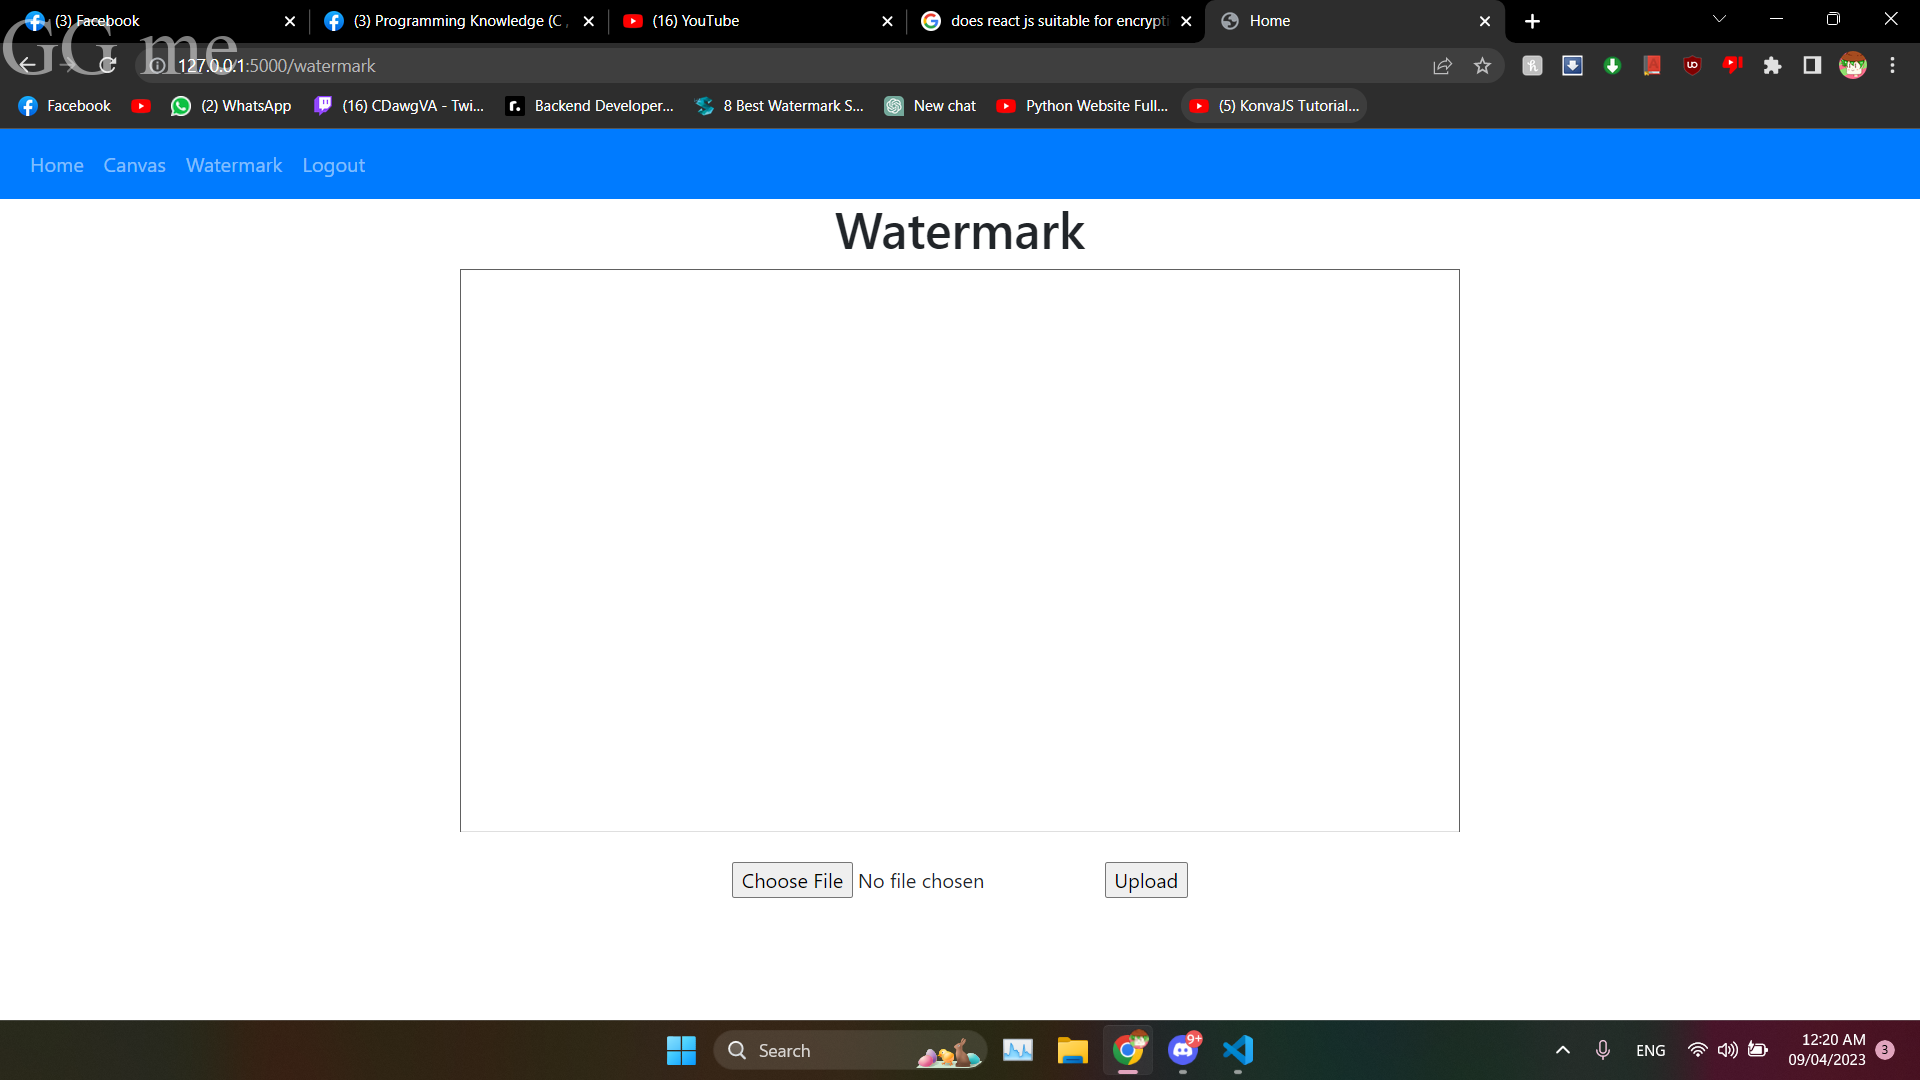 (3) Facebook
(3) Programming Knowledge (C ,
(16) YouTube
does react js suitable for encrypti
Home
GG me
127.0.0.1:5000/watermark
Facebook
(2) WhatsApp
(16) CDawgVA - Twi...
Backend Developer...
8 Best Watermark S...
New chat
Python Website Full...
(5) KonvaJS Tutorial...
Home Canvas Watermark Logout
Watermark
Choose File No file chosen
Upload
Search
9+
ENG
12:20 AM
09/04/2023
3